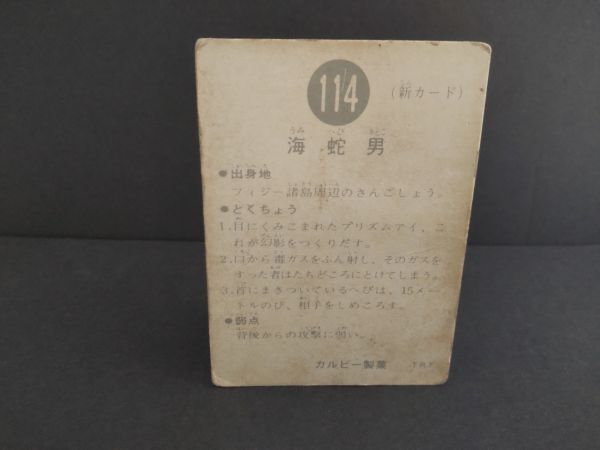 114
(新カード)
海蛇男
●出身地
フィジー諸島周辺のさんごしょう。
●とくちょう
1.目にくみこまれたプリズムアイ、こ
れが幻影をつくりだす。
2.口から毒ガスをふん射し、そのガスを
すった者はたちどころにとけてしまう。
3.首にまきついているへびは、15メー
トルのび、相手をしめころす。
●弱点
背後からの攻撃に弱い。
カルビー製菓